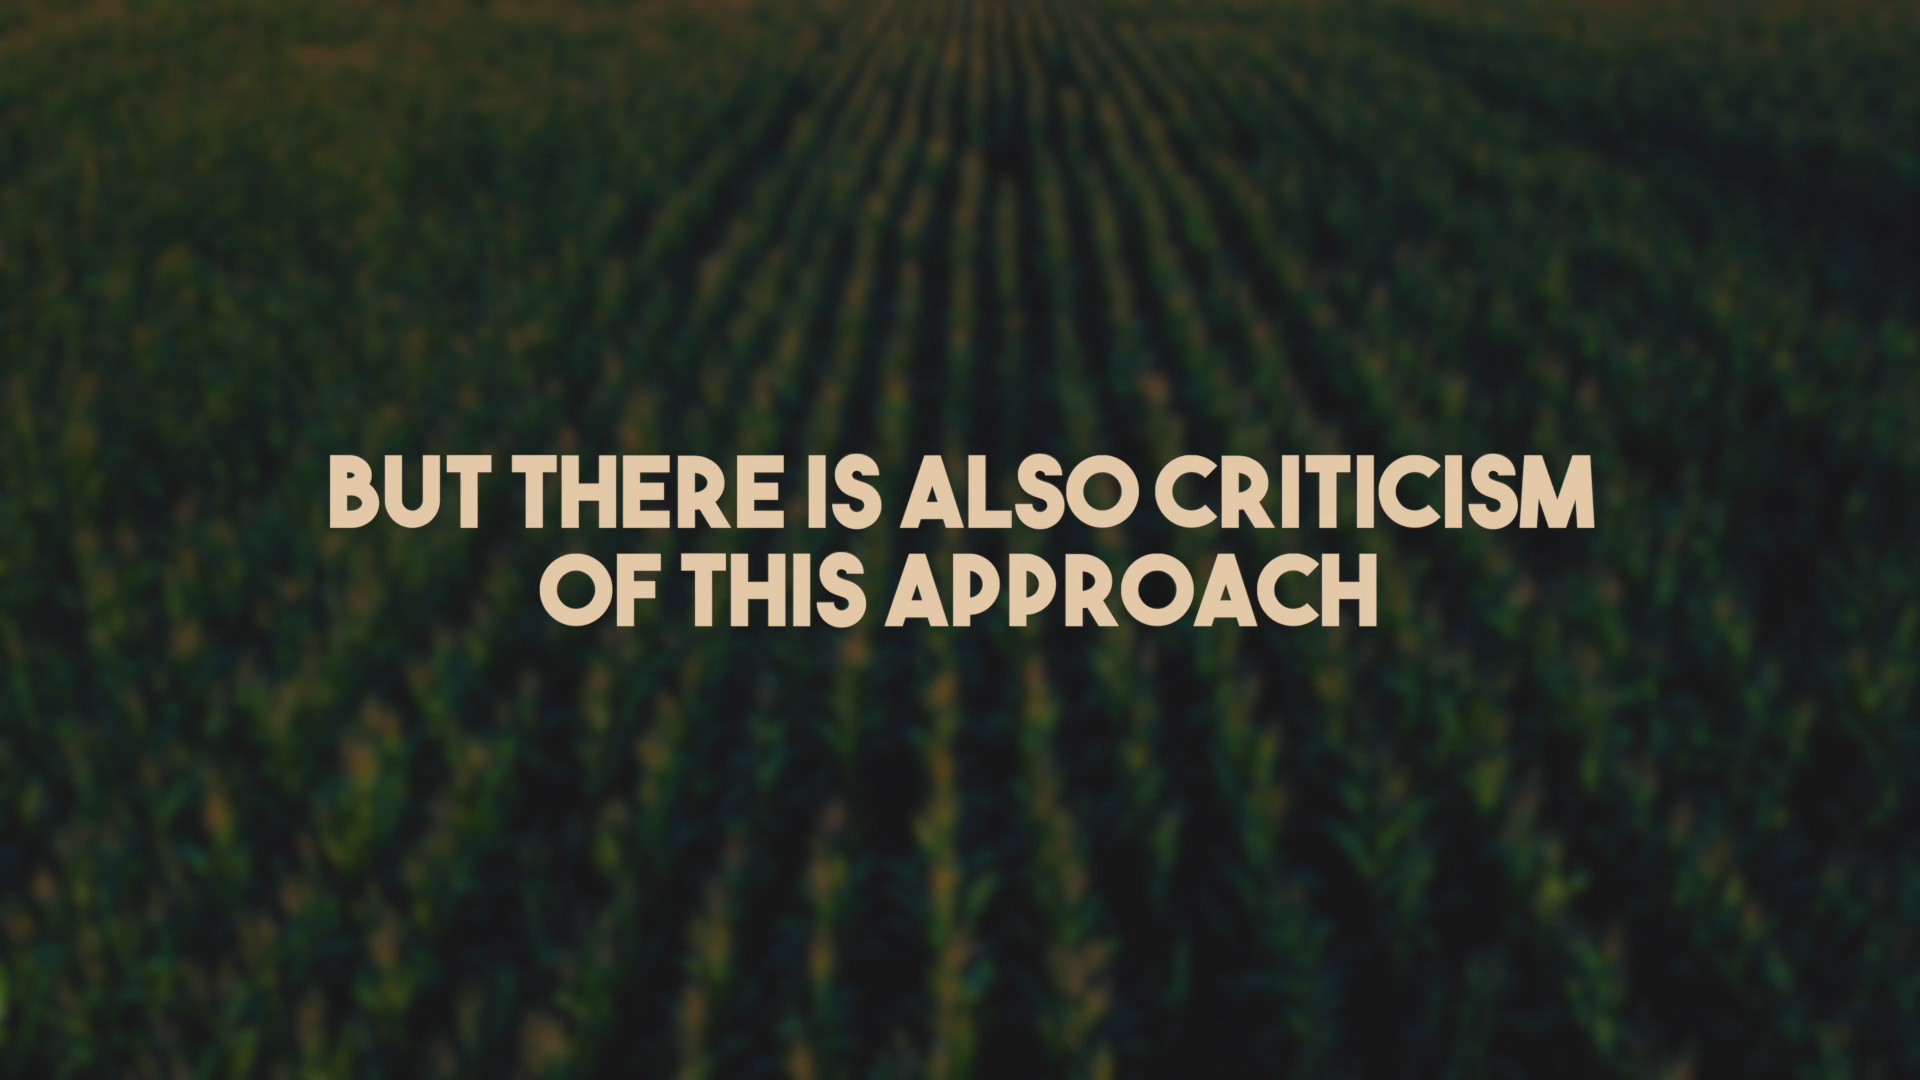 BUT THERE IS ALSO CRITICISM
OF THIS APPROACH